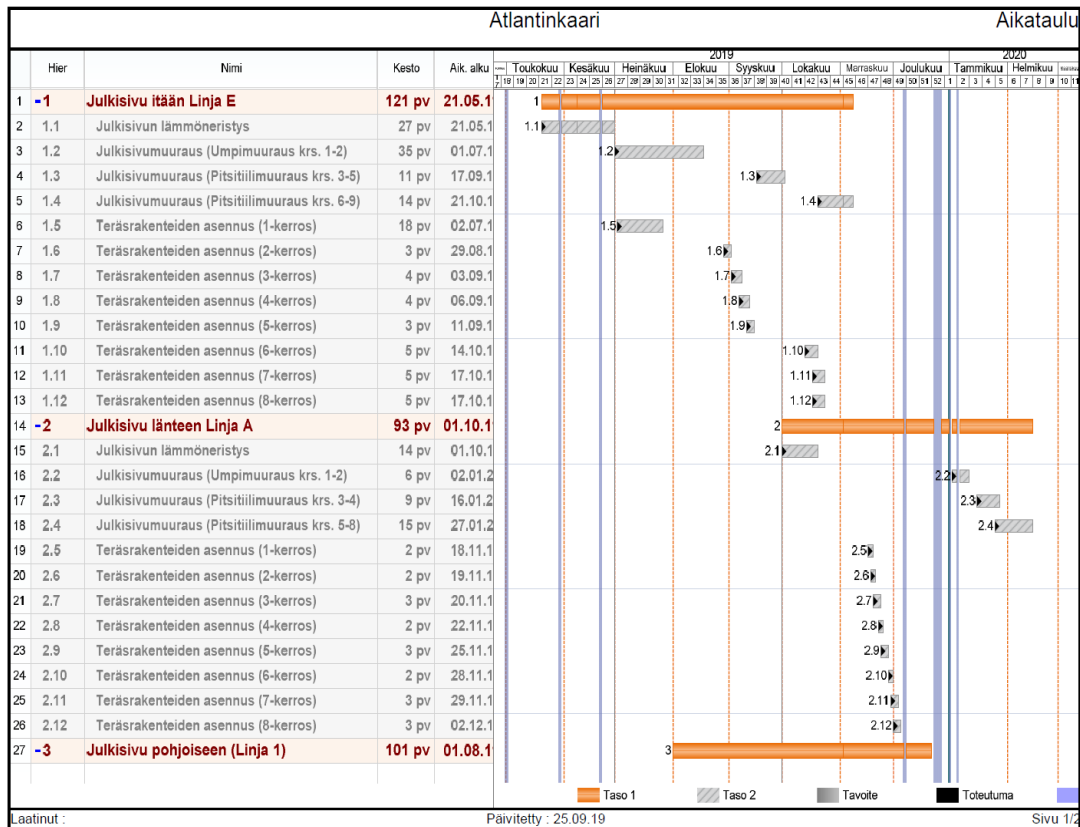 Atlantinkaari Aikataulu
2019 2020
Hier Nimi Kesto Aik. alku Toukokuu Kesäkuu Heinäkuu Elokuu Syyskuu Lokakuu Marraskuu Joulukuu Tammikuu Helmikuu
18 19 20 21 22 23 24 25 26 27 28 29 30 31 32 33 34 35 36 37 38 39 40 41 42 43 44 45 46 47 48 49 50 51 52 1 2 3 4 5 6 7 8 9 10 11
1 -1 Julkisivu itään Linja E 121 pv 21.05.1 1
2 1.1 Julkisivun lämmöneristys 27 pv 21.05.1 1.1
3 1.2 Julkisivumuuraus (Umpimuuraus krs. 1-2) 35 pv 01.07.1 1.2
4 1.3 Julkisivumuuraus (Pitsitiilimuuraus krs. 3-5) 11 pv 17.09.1 1.3
5 1.4 Julkisivumuuraus (Pitsitiilimuuraus krs. 6-9) 14 pv 21.10.1 1.4
6 1.5 Teräsrakenteiden asennus (1-kerros) 18 pv 02.07.1 1.5
7 1.6 Teräsrakenteiden asennus (2-kerros) 3 pv 29.08.1 1.6
8 1.7 Teräsrakenteiden asennus (3-kerros) 4 pv 03.09.1 1.7
9 1.8 Teräsrakenteiden asennus (4-kerros) 4 pv 06.09.1 1.8
10 1.9 Teräsrakenteiden asennus (5-kerros) 3 pv 11.09.1 1.9
11 1.10 Teräsrakenteiden asennus (6-kerros) 5 pv 14.10.1 1.10
12 1.11 Teräsrakenteiden asennus (7-kerros) 5 pv 17.10.1 1.11
13 1.12 Teräsrakenteiden asennus (8-kerros) 5 pv 17.10.1 1.12
14 -2 Julkisivu länteen Linja A 93 pv 01.10.1 2
15 2.1 Julkisivun lämmöneristys 14 pv 01.10.1 2.1
16 2.2 Julkisivumuuraus (Umpimuuraus krs. 1-2) 6 pv 02.01.2 2.2
17 2.3 Julkisivumuuraus (Pitsitiilimuuraus krs. 3-4) 9 pv 16.01.2 2.3
18 2.4 Julkisivumuuraus (Pitsitiilimuuraus krs. 5-8) 15 pv 27.01.2 2.4
19 2.5 Teräsrakenteiden asennus (1-kerros) 2 pv 18.11.1 2.5
20 2.6 Teräsrakenteiden asennus (2-kerros) 2 pv 19.11.1 2.6
21 2.7 Teräsrakenteiden asennus (3-kerros) 3 pv 20.11.1 2.7
22 2.8 Teräsrakenteiden asennus (4-kerros) 2 pv 22.11.1 2.8
23 2.9 Teräsrakenteiden asennus (5-kerros) 3 pv 25.11.1 2.9
24 2.10 Teräsrakenteiden asennus (6-kerros) 2 pv 28.11.1 2.10
25 2.11 Teräsrakenteiden asennus (7-kerros) 3 pv 29.11.1 2.11
26 2.12 Teräsrakenteiden asennus (8-kerros) 3 pv 02.12.1 2.12
27 -3 Julkisivu pohjoiseen (Linja 1) 101 pv 01.08.1 3
Taso 1 Taso 2 Tavoite Toteutuma
Laatinut : Päivitetty : 25.09.19 Sivu 1/2